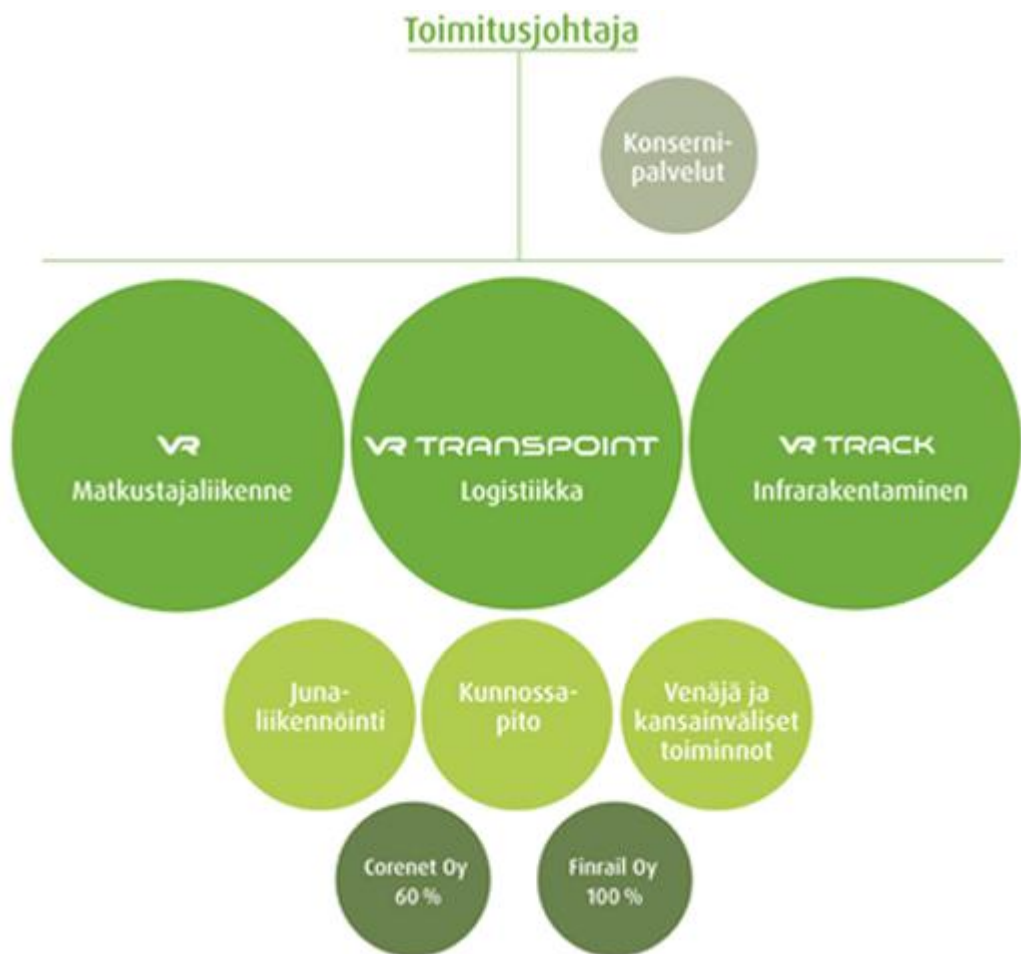 Toimitusjohtaja
Konserni-
palvelut
VR
Matkustajaliikenne
VR TRANSPOINT
Logistiikka
VR TRACK
Infrarakentaminen
Juna-
liikennöinti
Kunnossa-
pito
Venäjä ja
kansainväliset
toiminnot
Corenet Oy
60 %
Finrail Oy
100 %